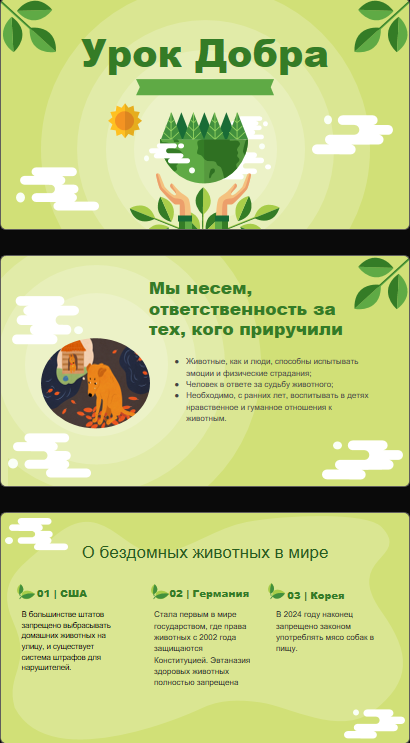 Урок Добра
Мы несем,
ответственность за
тех, кого приручили
● Животные, как и люди, способны испытывать
эмоции и физические страдания;
● Человек в ответе за судьбу животного;
● Необходимо, с ранних лет, воспитывать в детях
нравственное и гуманное отношения к
животным.
О бездомных животных в мире
01 | США
В большинстве штатов
запрещено выбрасывать
домашних животных на
улицу, и существует
система штрафов для
нарушителей.
02 | Германия
Стала первым в мире
государством, где права
животных с 2002 года
защищаются
Конституцией. Эвтаназия
здоровых животных
полностью запрещена
03 | Корея
В 2024 году наконец
запрещено законом
употреблять мясо собак в
пищу.